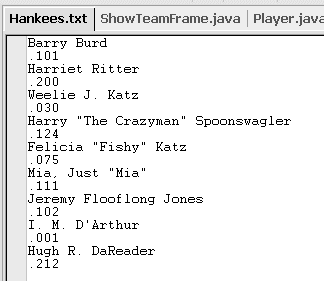 Hankees.txt ShowTeamFrame.java Player.java
Barry Burd
.101
Harriet Ritter
.200
Weelie J. Katz
.030
Harry "The Crazyman" Spoonswagler
.124
Felicia "Fishy" Katz
.075
Mia, Just "Mia"
.111
Jeremy Flooflong Jones
.102
I. M. D'Arthur
.001
Hugh R. DaReader
.212